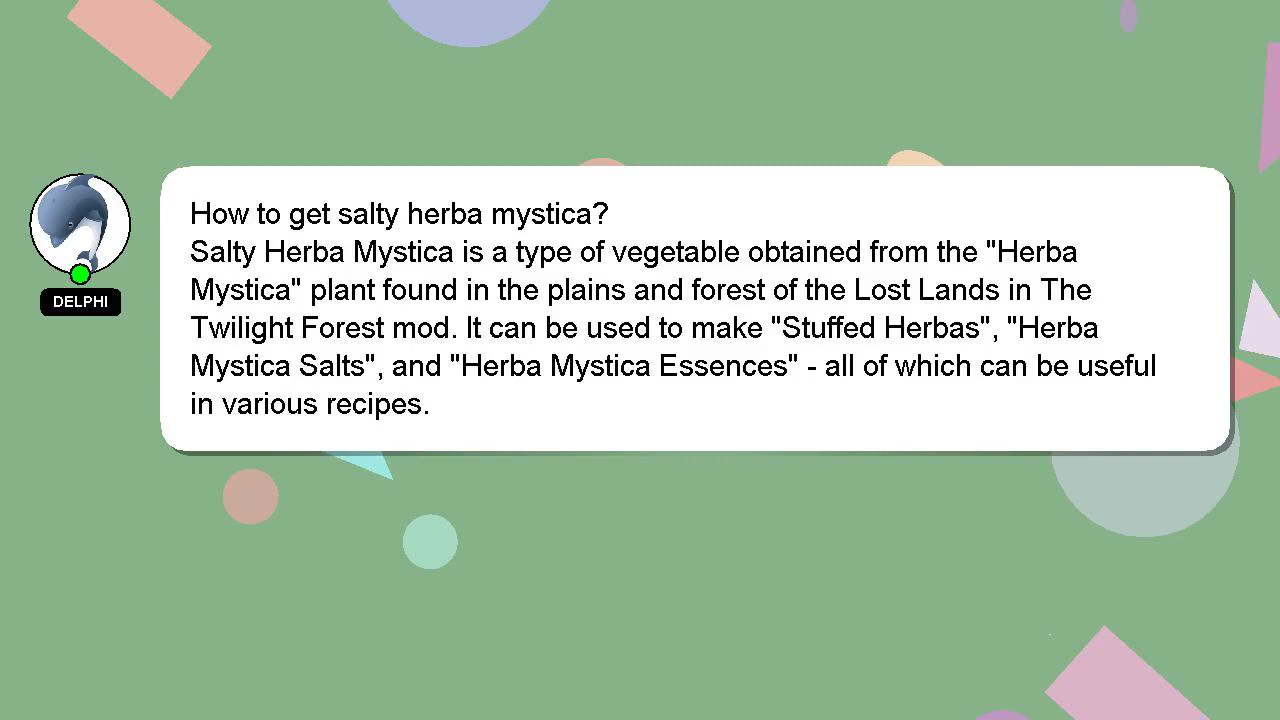 How to get salty herba mystica?
Salty Herba Mystica is a type of vegetable obtained from the "Herba
Mystica" plant found in the plains and forest of the Lost Lands in The
Twilight Forest mod. It can be used to make "Stuffed Herbas", "Herba
Mystica Salts", and "Herba Mystica Essences" - all of which can be useful
in various recipes.
DELPHI